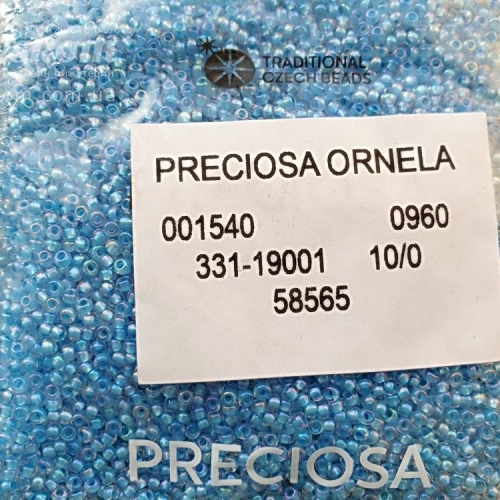 TRADITIONAL
CZECH BEADS
PRECIOSA ORNELA
001540 0960
331-19001 10/0
58565
PRECIOSA